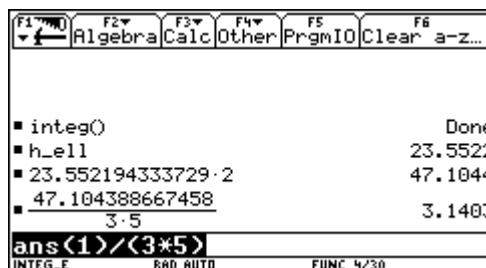 F1 F2 F3 F4 F5 F6
Algebra Calc Other PrgmIO Clear a-z…
integ() Done
h_ell 23.5522
23.552194333729·2 47.1044
47.104388667458
3·5 3.1403
ans(1)/(3*5)
INTEG_E RAD AUTO FUNC 4/30